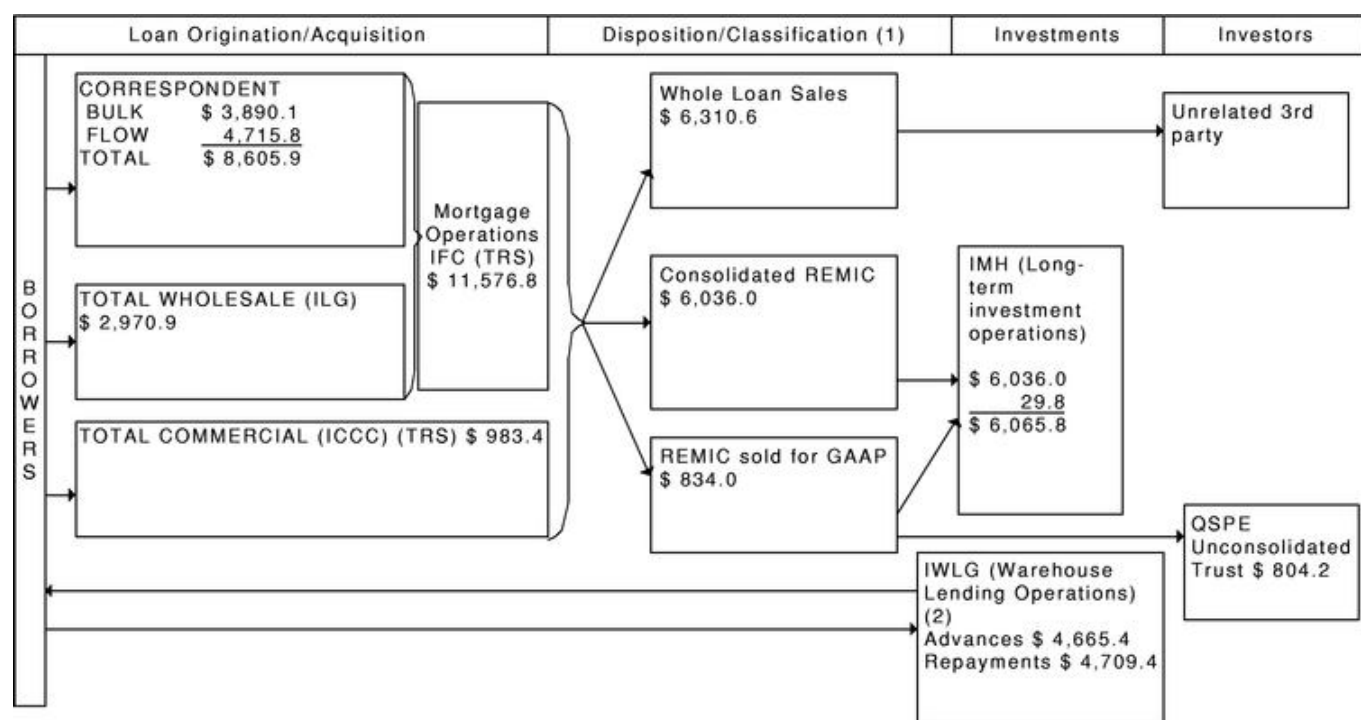 Loan Origination/Acquisition
Disposition/Classification (1)
Investments
Investors
BORROWERS
CORRESPONDENT
BULK $ 3,890.1
FLOW 4,715.8
TOTAL $ 8,605.9
TOTAL WHOLESALE (ILG)
$ 2,970.9
TOTAL COMMERCIAL (ICCC) (TRS) $ 983.4
Mortgage
Operations
IFC (TRS)
$ 11,576.8
Whole Loan Sales
$ 6,310.6
Consolidated REMIC
$ 6,036.0
REMIC sold for GAAP
$ 834.0
IMH (Long-
term
investment
operations)
$ 6,036.0
29.8
$ 6,065.8
IWLG (Warehouse
Lending Operations)
(2)
Advances $ 4,665.4
Repayments $ 4,709.4
Unrelated 3rd
party
QSPE
Unconsolidated
Trust $ 804.2